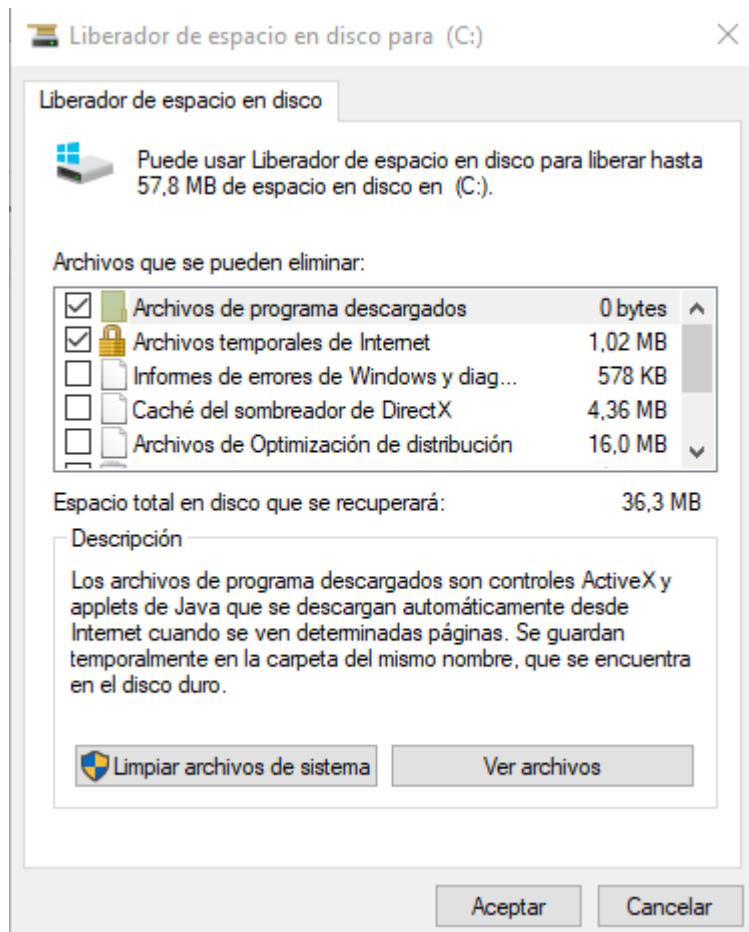 Liberador de espacio en disco para (C:)
Liberador de espacio en disco
Puede usar Liberador de espacio en disco para liberar hasta
57,8 MB de espacio en disco en (C:).
Archivos que se pueden eliminar:
Archivos de programa descargados 0 bytes
Archivos temporales de Internet 1,02 MB
Informes de errores de Windows y diag... 578 KB
Caché del sombreador de DirectX 4,36 MB
Archivos de Optimización de distribución 16,0 MB
Espacio total en disco que se recuperará: 36,3 MB
Descripción
Los archivos de programa descargados son controles ActiveX y
applets de Java que se descargan automáticamente desde
Internet cuando se ven determinadas páginas. Se guardan
temporalmente en la carpeta del mismo nombre, que se encuentra
en el disco duro.
Limpiar archivos de sistema Ver archivos
Aceptar Cancelar